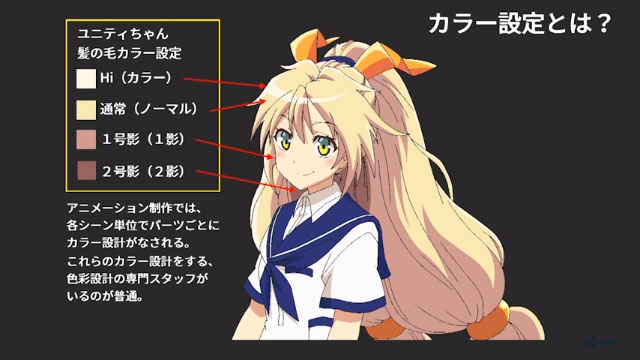 カラー設定とは？
ユニティちゃん
髪の毛カラー設定
Hi（カラー）
通常（ノーマル）
１号影（１影）
２号影（２影）
アニメーション制作では、
各シーン単位でパーツごとに
カラー設計がなされる。
これらのカラー設計をする、
色彩設計の専門スタッフが
いるのが普通。
unity